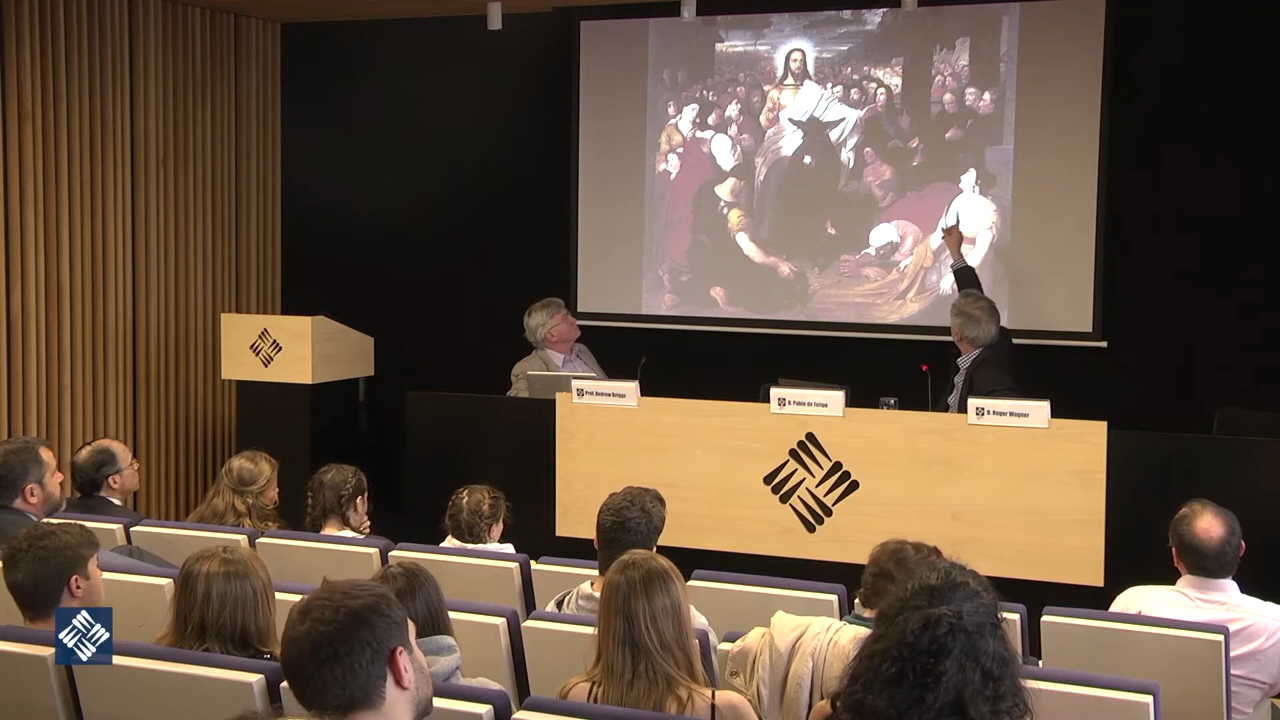 Prof. Andrew Briggs
D. Pablo de Felipe
D. Roger Wagner